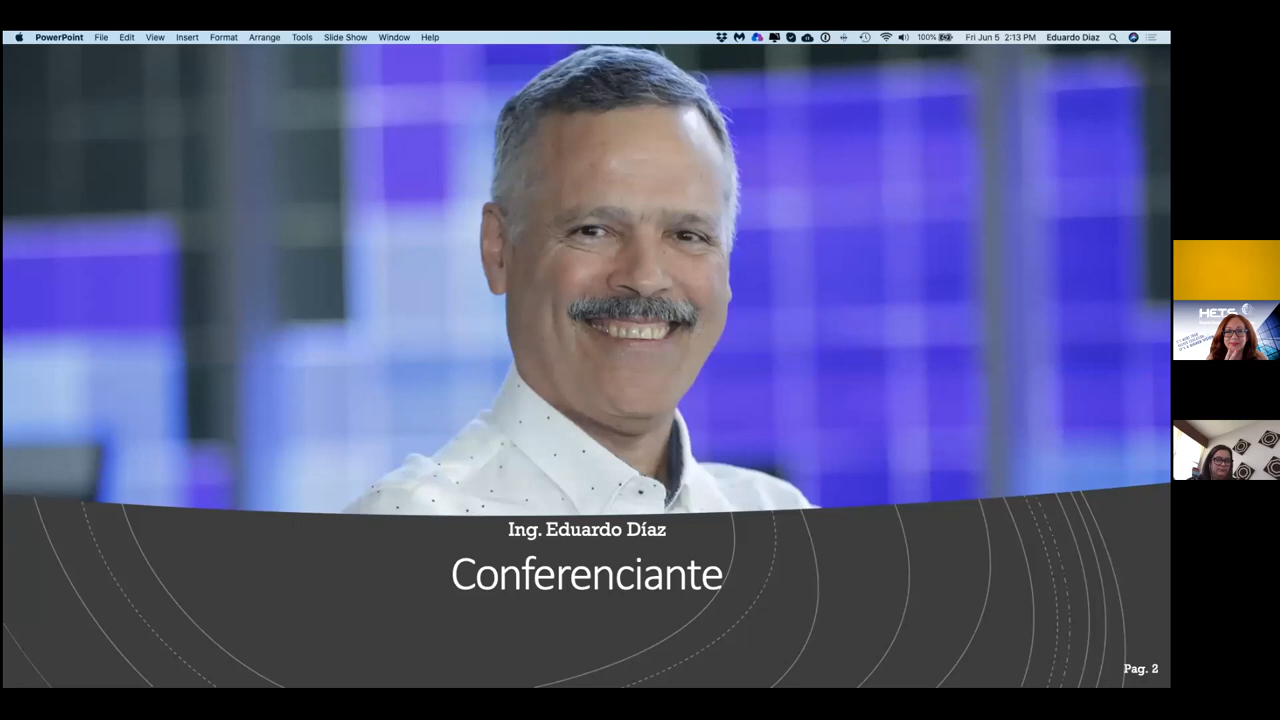 PowerPoint File Edit View Insert Format Arrange Tools Slide Show Window Help 100% Fri Jun 5 2:13 PM Eduardo Diaz
HETS
Ing. Eduardo Díaz
Conferenciante
Pag. 2